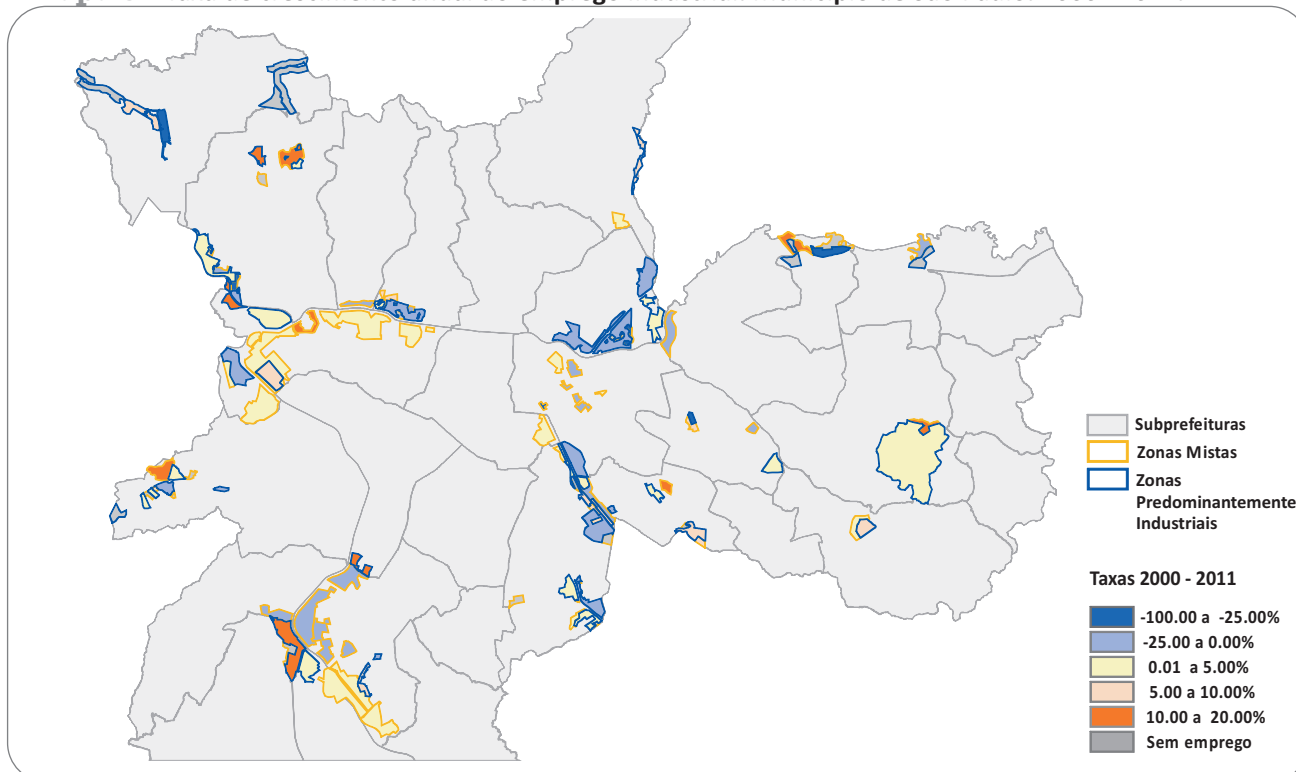 Subprefeituras
Zonas Mistas
Zonas
Predominantemente
Industriais
Taxas 2000 - 2011
-100.00 a -25.00%
-25.00 a 0.00%
0.01 a 5.00%
5.00 a 10.00%
10.00 a 20.00%
Sem emprego